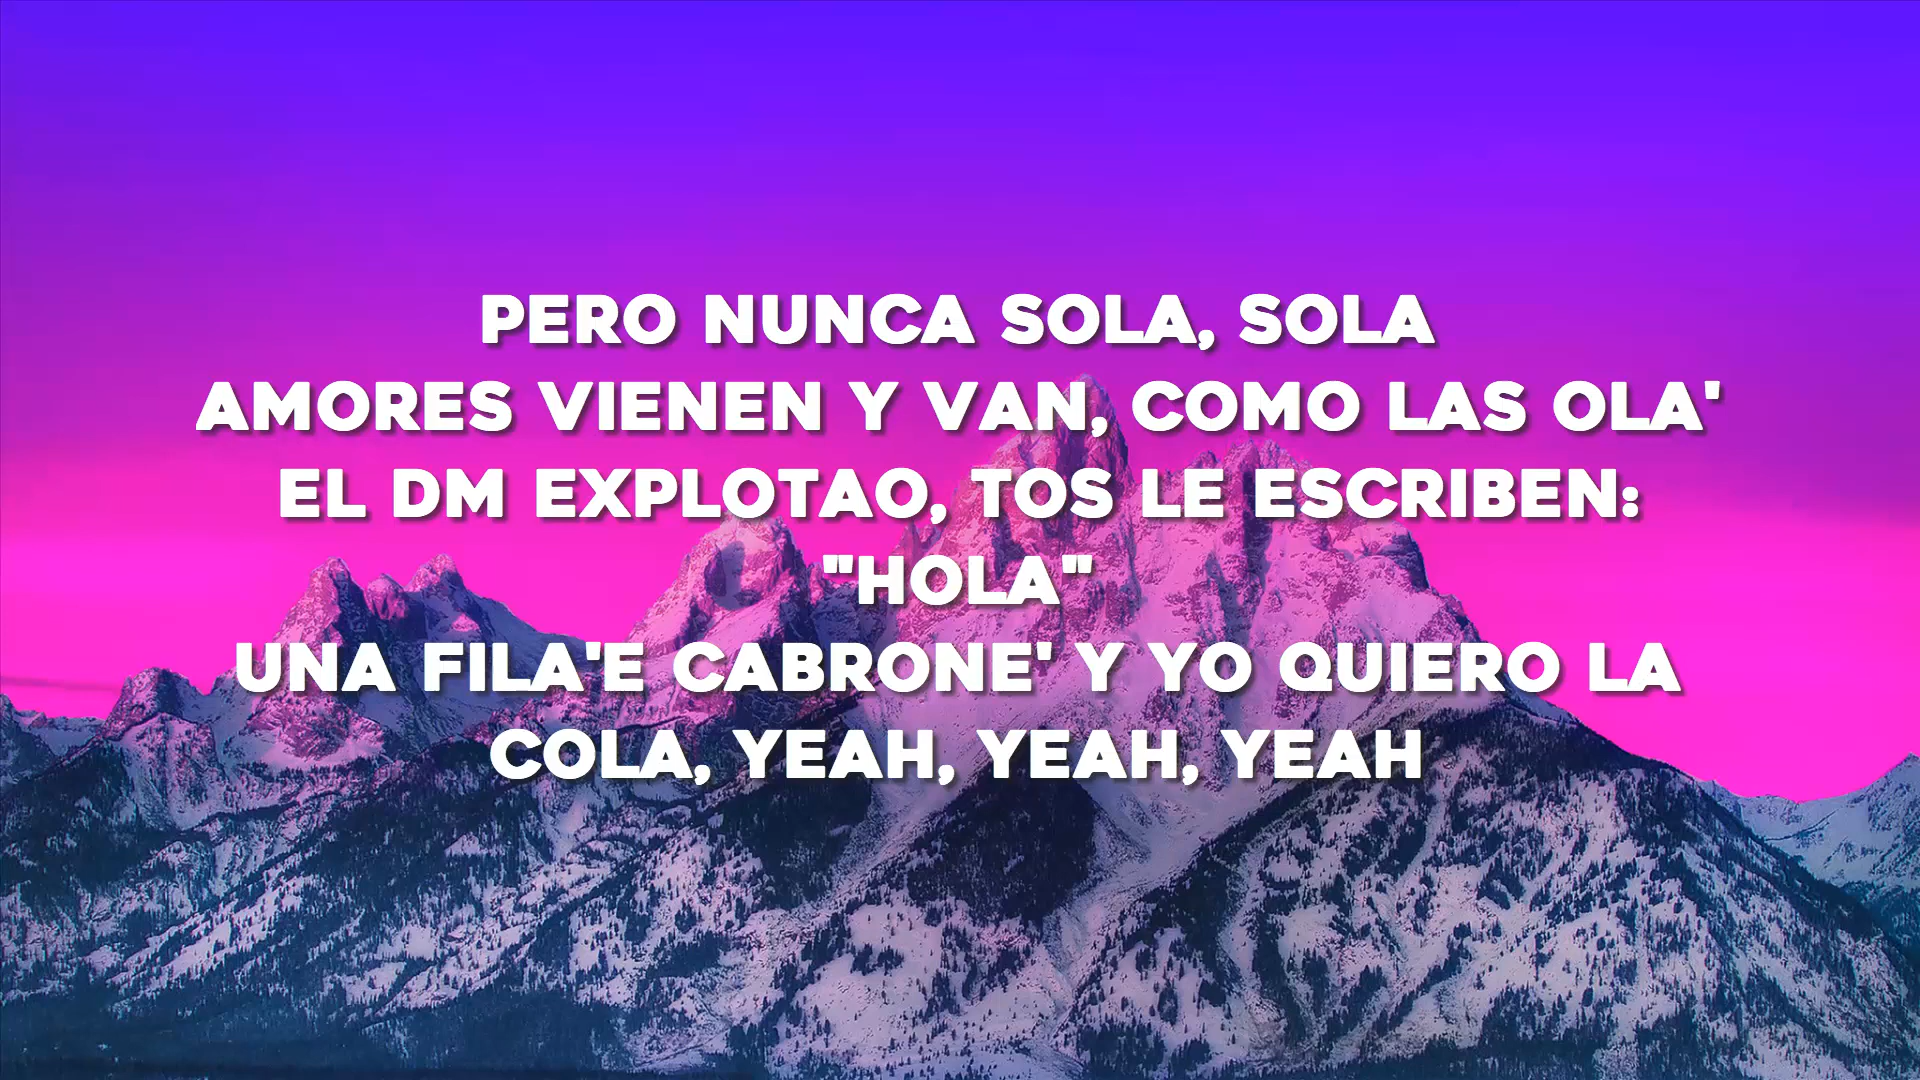 PERO NUNCA SOLA, SOLA
AMORES VIENEN Y VAN, COMO LAS OLA'
EL DM EXPLOTAO, TOS LE ESCRIBEN:
"HOLA"
UNA FILA'E CABRONE' Y YO QUIERO LA
COLA, YEAH, YEAH, YEAH